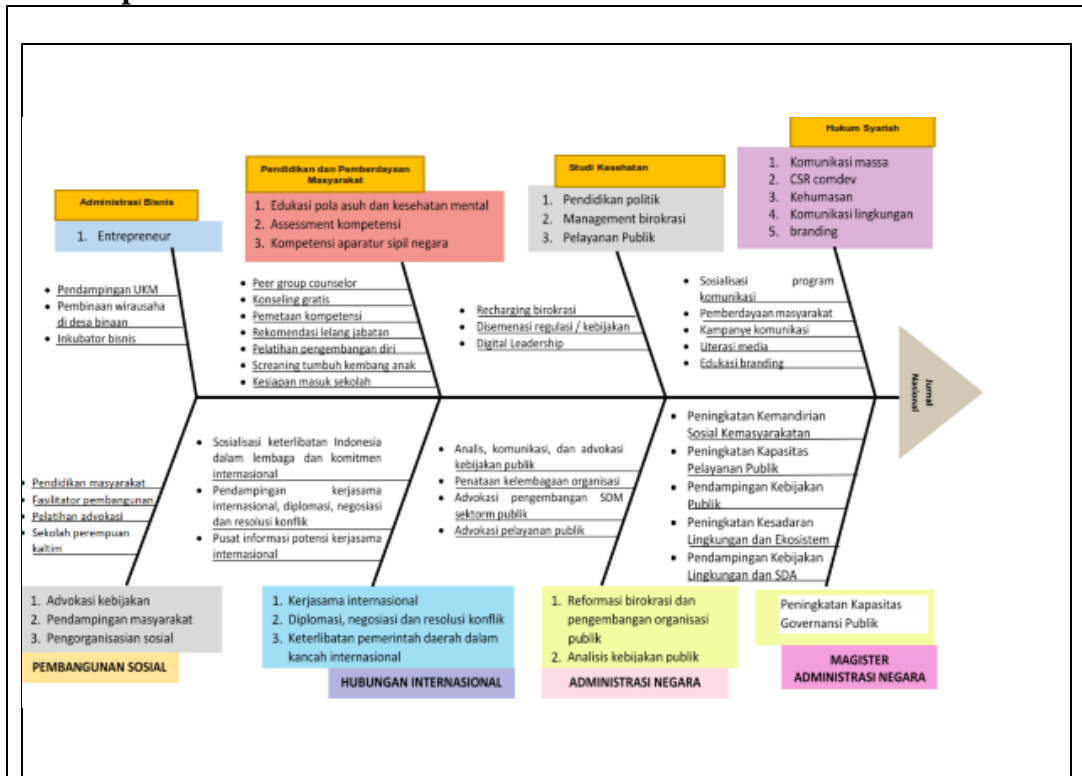 Hukum Syariah
1. Komunikasi massa
2. CSR comdev
3. Kehumasan
4. Komunikasi lingkungan
5. branding
Pendidikan dan Pemberdayaan
Masyarakat
1. Edukasi pola asuh dan kesehatan mental
2. Assessment kompetensi
3. Kompetensi aparatur sipil negara
Studi Kesehatan
1. Pendidikan politik
2. Management birokrasi
3. Pelayanan Publik
Administrasi Bisnis
1. Entrepreneur
• Pendampingan UKM
• Pembinaan wirausaha
di desa binaan
• Inkubator bisnis
• Peer group counselor
• Konseling gratis
• Pemetaan kompetensi
• Rekomendasi lelang jabatan
• Pelatihan pengembangan diri
• Screaning tumbuh kembang anak
• Kesiapan masuk sekolah
• Recharging birokrasi
• Disemenasi regulasi / kebijakan
• Digital Leadership
• Sosialisasi program
komunikasi
• Pemberdayaan masyarakat
• Kampanye komunikasi
• Literasi media
• Edukasi branding
Jurnal
Nasional
• Pendidikan masyarakat
• Fasilitator pembangunan
• Pelatihan advokasi
• Sekolah perempuan
kaltim
• Sosialisasi keterlibatan Indonesia
dalam lembaga dan komitmen
internasional
• Pendampingan kerjasama
internasional, diplomasi, negosiasi
dan resolusi konflik
• Pusat informasi potensi kerjasama
internasional
• Analis, komunikasi, dan advokasi
kebijakan publik
• Penataan kelembagaan organisasi
• Advokasi pengembangan SDM
sektorm publik
• Advokasi pelayanan publik
• Peningkatan Kemandirian
Sosial Kemasyarakatan
• Peningkatan Kapasitas
Pelayanan Publik
• Pendampingan Kebijakan
Publik
• Peningkatan Kesadaran
Lingkungan dan Ekosistem
• Pendampingan Kebijakan
Lingkungan dan SDA
1. Advokasi kebijakan
2. Pendampingan masyarakat
3. Pengorganisasian sosial
PEMBANGUNAN SOSIAL
1. Kerjasama internasional
2. Diplomasi, negosiasi dan resolusi konflik
3. Keterlibatan pemerintah daerah dalam
kancah internasional
HUBUNGAN INTERNASIONAL
1. Reformasi birokrasi dan
pengembangan organisasi
publik
2. Analisis kebijakan publik
ADMINISTRASI NEGARA
Peningkatan Kapasitas
Governansi Publik
MAGISTER
ADMINISTRASI NEGARA